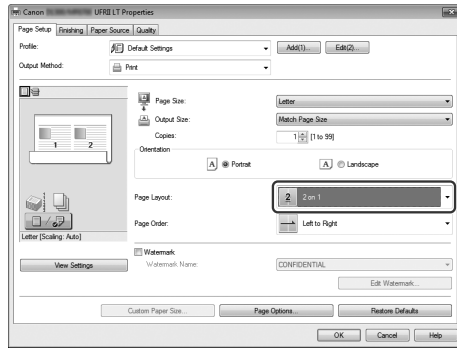 Canon UFRII LT Properties
Page Setup Finishing Paper Source Quality
Profile: Default Settings Add(1)... Edit(2)...
Output Method: Print
Page Size: Letter
Output Size: Match Page Size
Copies: 1 [1 to 99]
Orientation
A Portrait A Landscape
1 2
Page Layout: 2 2 on 1
Page Order: Left to Right
Letter [Scaling: Auto]
Watermark
View Settings Watermark Name: CONFIDENTIAL
Edit Watermark...
Custom Paper Size... Page Options... Restore Defaults
OK Cancel Help